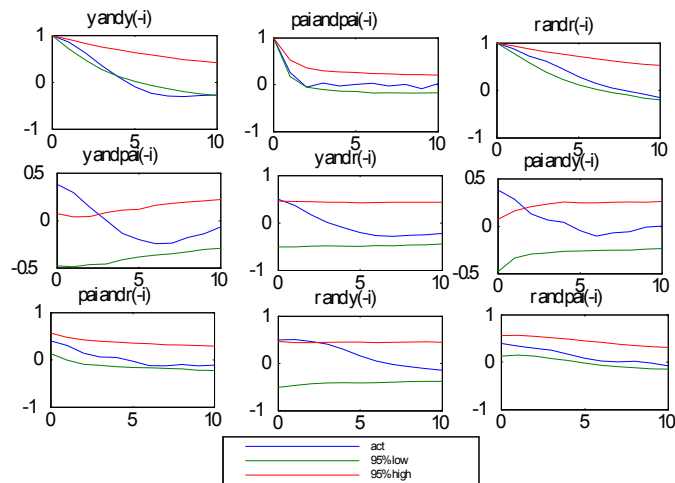 yandy(-i) paiandpai(-i) randr(-i)
1 1 1
0 0 0
-1 -1 -1
0 5 10 0 5 10 0 5 10
yandpai(-i) yandr(-i) paiandy(-i)
0.5 1 0.5
0 0 0
-0.5 -1 -0.5
0 5 10 0 5 10 0 5 10
paiandr(-i) randy(-i) randpai(-i)
1 1 1
0 0 0
-1 -1 -1
0 5 10 0 5 10 0 5 10
act
95%low
95%high